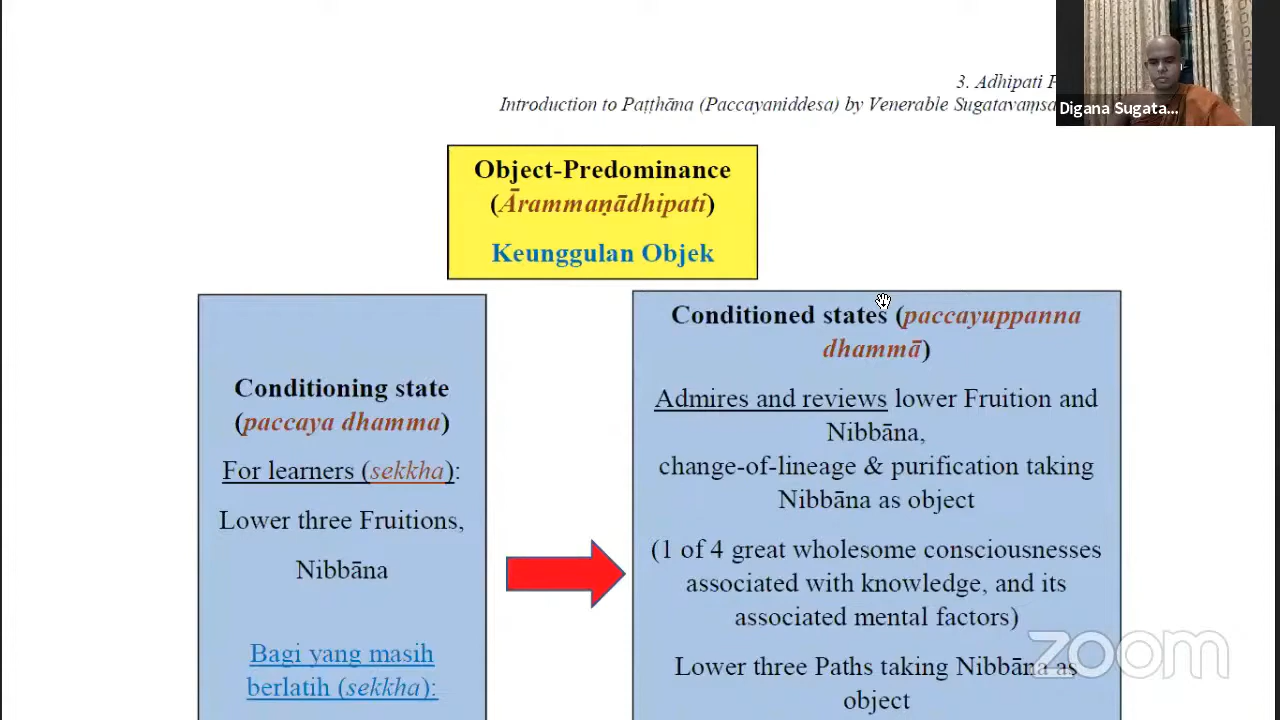 3. Adhipati
Introduction to Paṭṭhāna (Paccayaniddesa) by Venerable Sugatavaṃsa
Digana Sugata...
Object-Predominance
(Ārammaṇādhipati)
Keunggulan Objek
Conditioning state
(paccaya dhamma)
For learners (sekkha):
Lower three Fruitions,
Nibbāna
Bagi yang masih
berlatih (sekkha):
Conditioned states (paccayuppanna
dhammā)
Admires and reviews lower Fruition and
Nibbāna,
change-of-lineage & purification taking
Nibbāna as object
(1 of 4 great wholesome consciousnesses
associated with knowledge, and its
associated mental factors)
Lower three Paths taking Nibbāna as
object
zoom